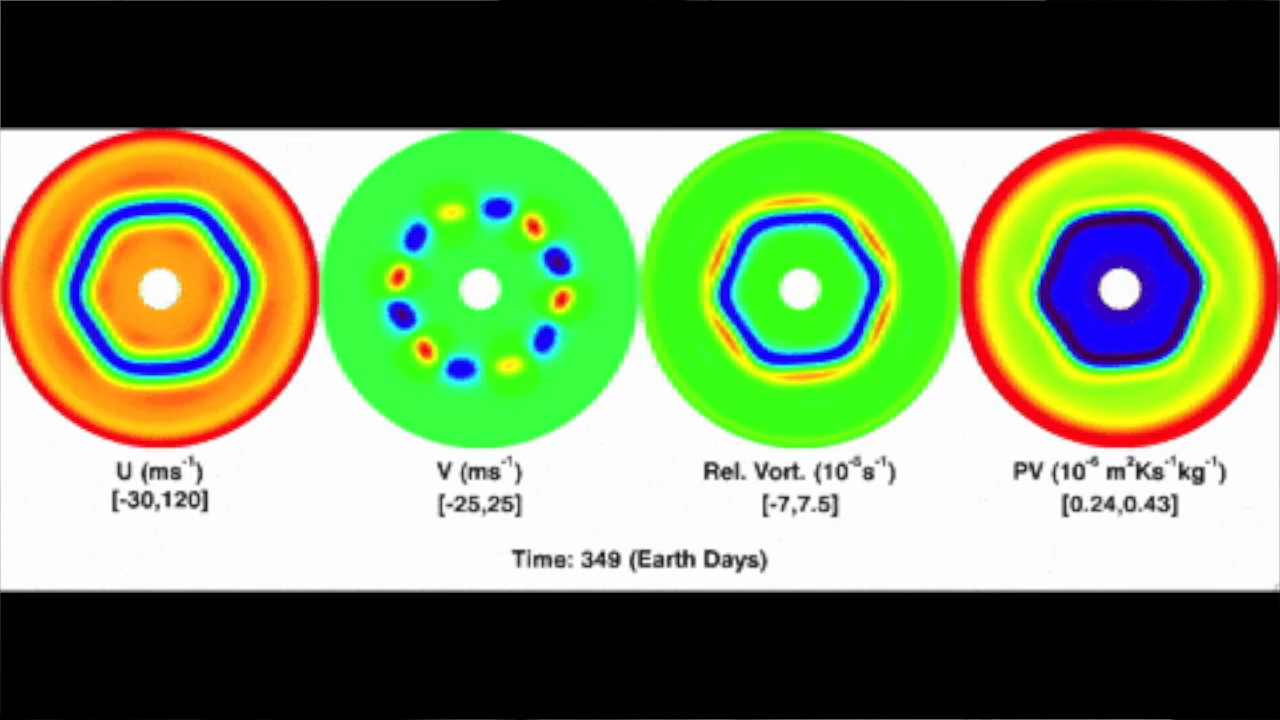 U (ms⁻¹)
[-30,120]
V (ms⁻¹)
[-25,25]
Rel. Vort. (10⁻⁵s⁻¹)
[-7,7.5]
PV (10⁻⁶ m²Ks⁻¹kg⁻¹)
[0.24,0.43]
Time: 349 (Earth Days)